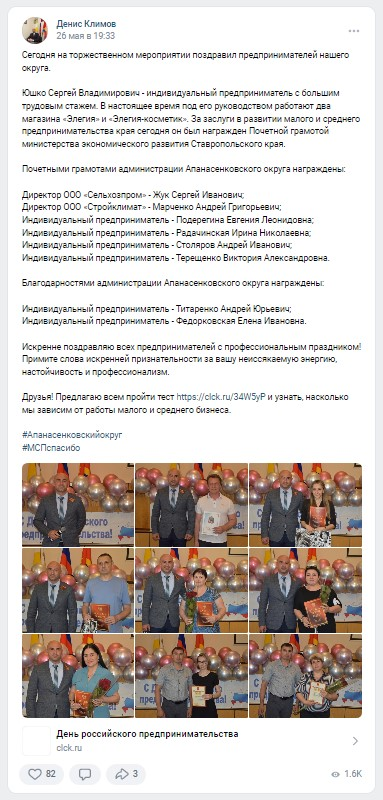 Денис Климов
26 мая в 19:33
Сегодня на торжественном мероприятии поздравил предпринимателей нашего
округа.
Юшко Сергей Владимирович - индивидуальный предприниматель с большим
трудовым стажем. В настоящее время под его руководством работают два
магазина «Элегия» и «Элегия-косметик». За заслуги в развитии малого и среднего
предпринимательства края сегодня он был награжден Почетной грамотой
министерства экономического развития Ставропольского края.
Почетными грамотами администрации Апанасенковского округа награждены:
Директор ООО «Сельхозпром» - Жук Сергей Иванович;
Директор ООО «Стройклимат» - Марченко Андрей Григорьевич;
Индивидуальный предприниматель - Подерегина Евгения Леонидовна;
Индивидуальный предприниматель - Радачинская Ирина Николаевна;
Индивидуальный предприниматель - Столяров Андрей Иванович;
Индивидуальный предприниматель - Терещенко Виктория Александровна.
Благодарностями администрации Апанасенковского округа награждены:
Индивидуальный предприниматель - Титаренко Андрей Юрьевич;
Индивидуальный предприниматель - Федорковская Елена Ивановна.
Искренне поздравляю всех предпринимателей с профессиональным праздником!
Примите слова искренней признательности за вашу неиссякаемую энергию,
настойчивость и профессионализм.
Друзья! Предлагаю всем пройти тест https://clck.ru/34W5yP и узнать, насколько
мы зависим от работы малого и среднего бизнеса.
#Апанасенковскийокруг
#МСПспасибо
День российского предпринимательства
clck.ru
82
3
1.6K